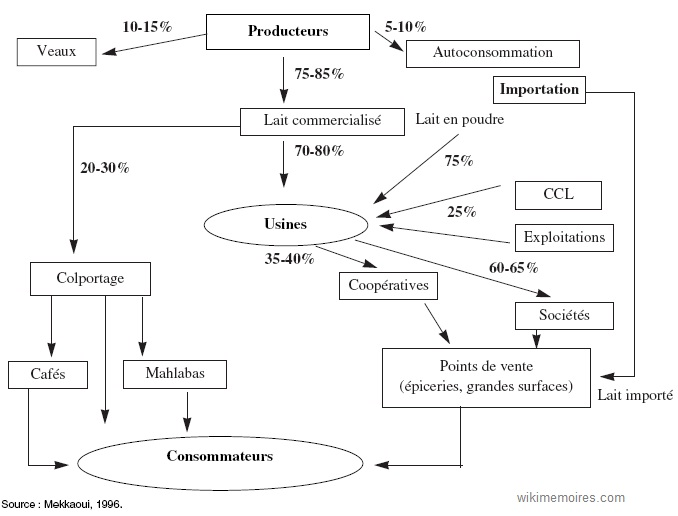 10-15%
Producteurs
5-10%
Veaux
Autoconsommation
75-85%
Importation
Lait commercialisé
Lait en poudre
70-80%
20-30%
75%
CCL
25%
Usines
Exploitations
35-40%
60-65%
Colportage
Coopératives
Sociétés
Cafés
Mahlabas
Points de vente
(épiceries, grandes surfaces)
Lait importé
Consommateurs
Source : Mekkaoui, 1996.
wikimemoires.com